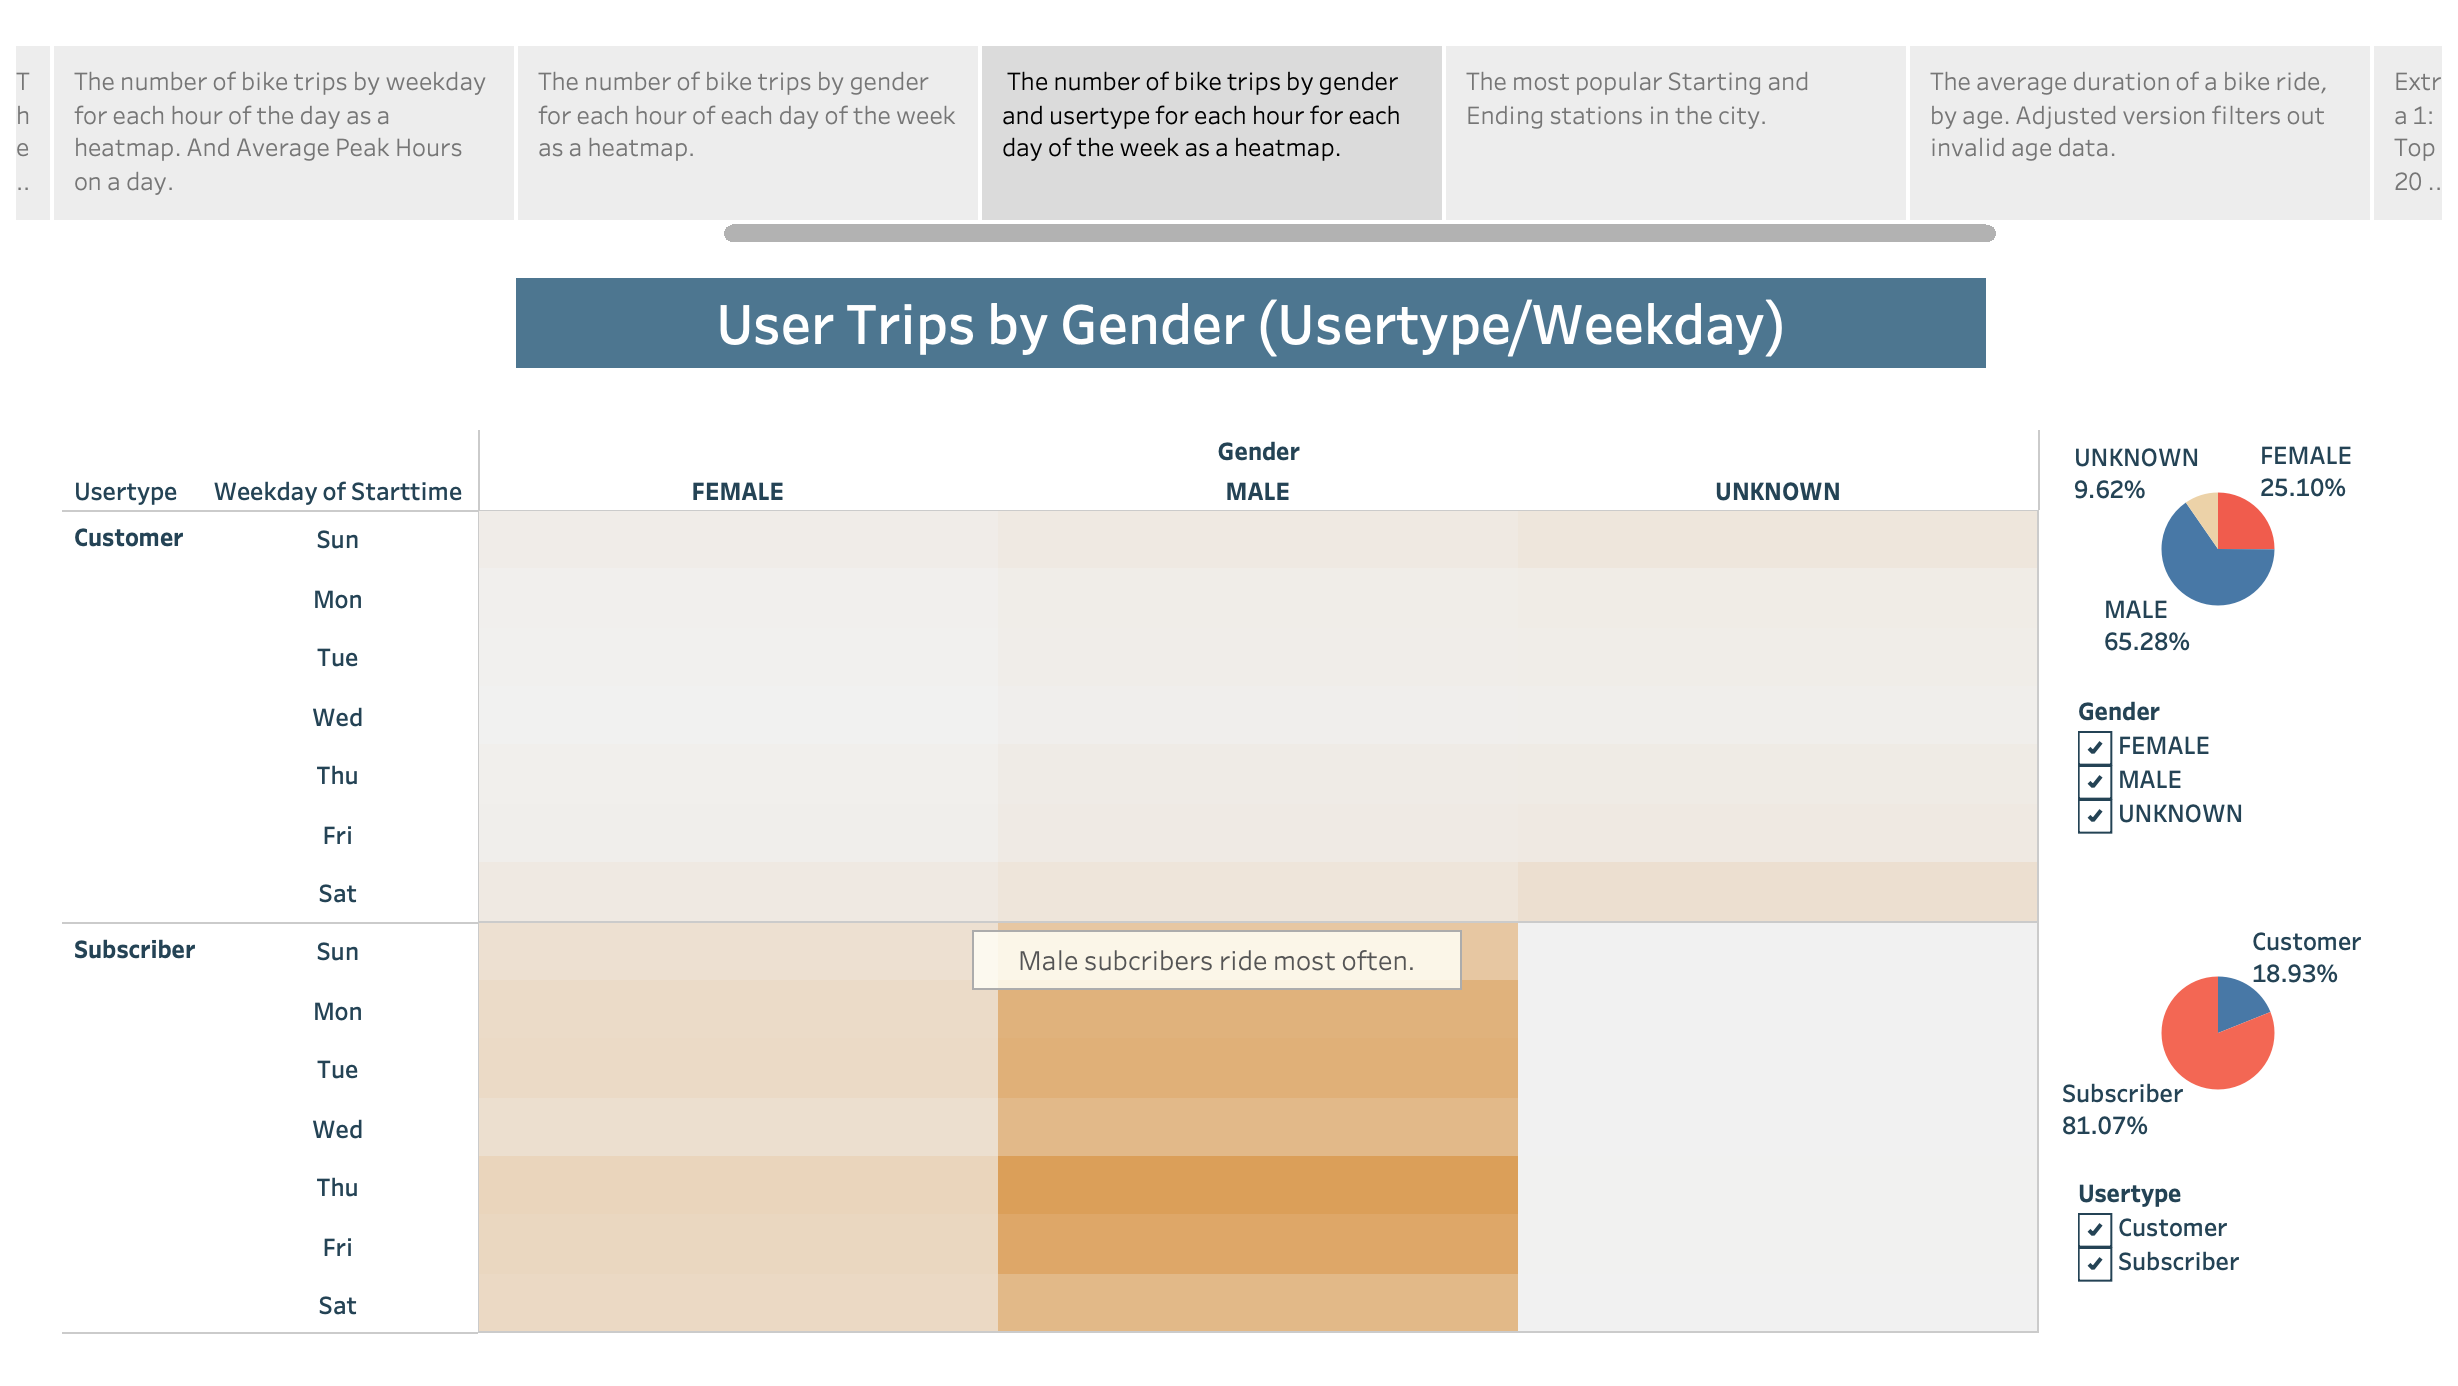 T
h
e
..
The number of bike trips by weekday
for each hour of the day as a
heatmap. And Average Peak Hours
on a day.
The number of bike trips by gender
for each hour of each day of the week
as a heatmap.
The number of bike trips by gender
and usertype for each hour for each
day of the week as a heatmap.
The most popular Starting and
Ending stations in the city.
The average duration of a bike ride,
by age. Adjusted version filters out
invalid age data.
Extr
a 1:
Top
20 ..
User Trips by Gender (Usertype/Weekday)
Gender
Usertype Weekday of Starttime FEMALE MALE UNKNOWN
Customer Sun
Mon
Tue
Wed
Thu
Fri
Sat
Subscriber Sun
Mon
Tue
Wed
Thu
Fri
Sat
Male subcribers ride most often.
UNKNOWN
9.62%
FEMALE
25.10%
MALE
65.28%
Gender
FEMALE
MALE
UNKNOWN
Customer
18.93%
Subscriber
81.07%
Usertype
Customer
Subscriber